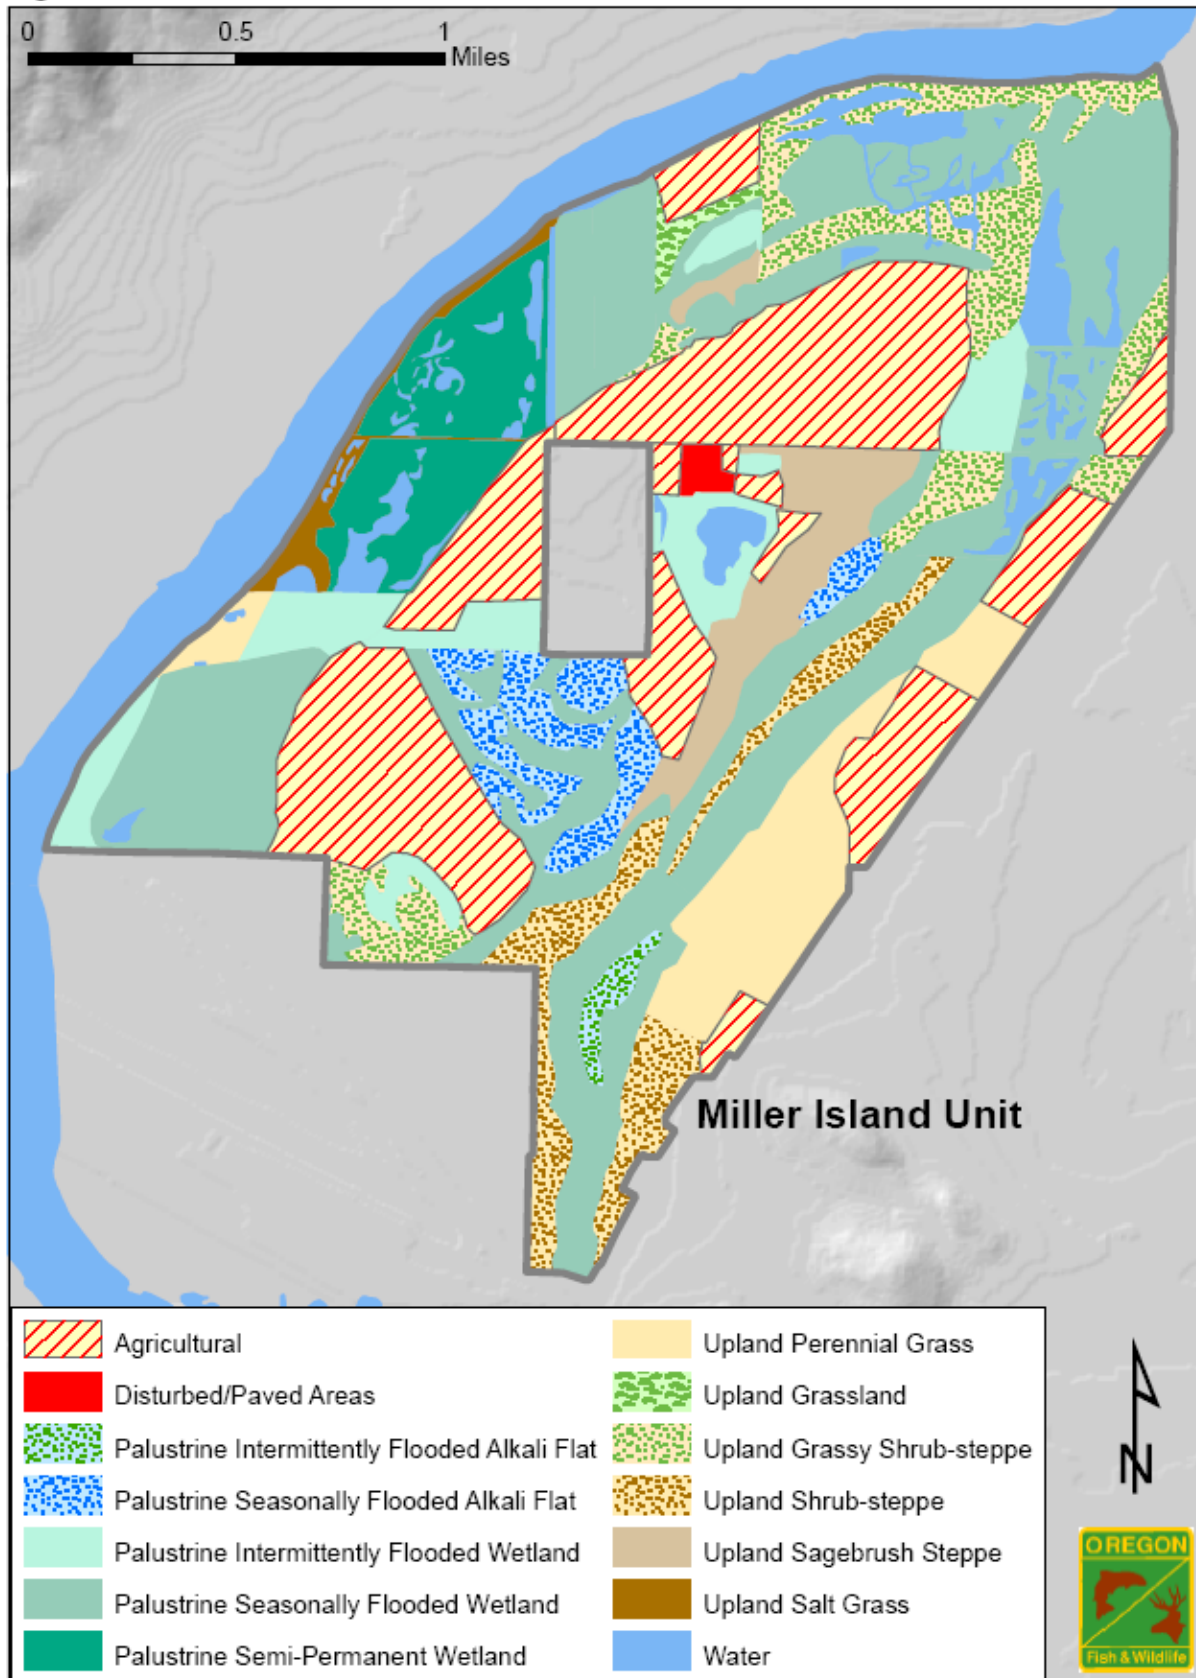 0 0.5 1
Miles
Miller Island Unit
Agricultural
Disturbed/Paved Areas
Palustrine Intermittently Flooded Alkali Flat
Palustrine Seasonally Flooded Alkali Flat
Palustrine Intermittently Flooded Wetland
Palustrine Seasonally Flooded Wetland
Palustrine Semi-Permanent Wetland
Upland Perennial Grass
Upland Grassland
Upland Grassy Shrub-steppe
Upland Shrub-steppe
Upland Sagebrush Steppe
Upland Salt Grass
Water
N
OREGON
Fish & Wildlife